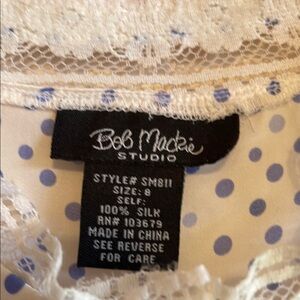 Bob Mackie
STUDIO
STYLE# SM811
SIZE: 8
SELF:
100% SILK
RN# 103679
MADE IN CHINA
SEE REVERSE
FOR CARE